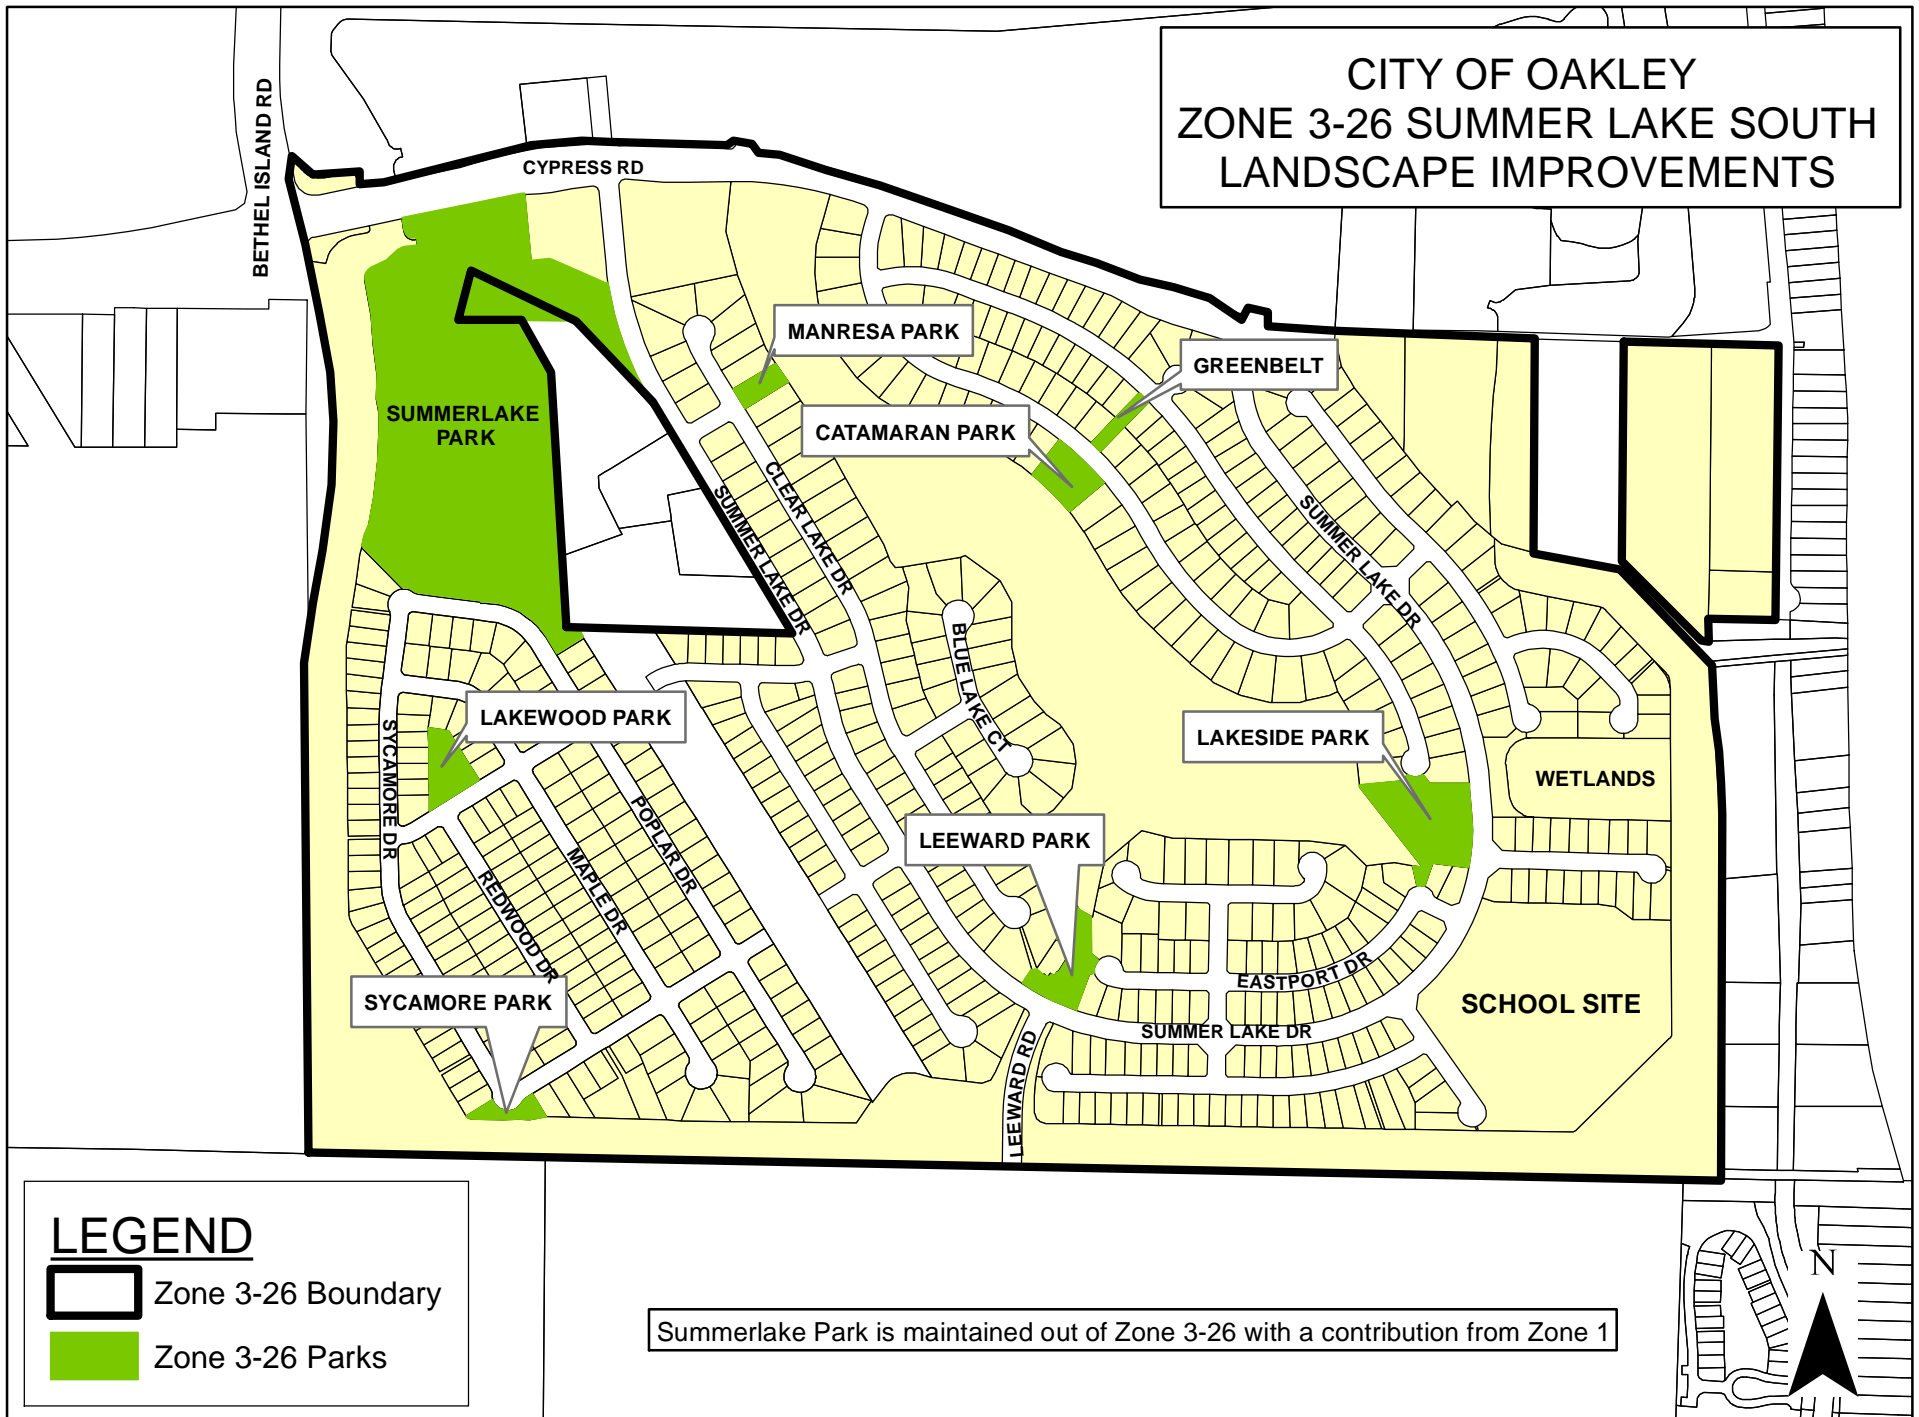 CITY OF OAKLEY
ZONE 3-26 SUMMER LAKE SOUTH
LANDSCAPE IMPROVEMENTS
BETHEL ISLAND RD
CYPRESS RD
MANRESA PARK
GREENBELT
SUMMERLAKE
PARK
CATAMARAN PARK
CLEAR LAKE DR
SUMMER LAKE DR
SUMMER LAKE DR
BLUE LAKE CT
LAKEWOOD PARK
SYCAMORE DR
LAKESIDE PARK
WETLANDS
POPLAR DR
LEEWARD PARK
MAPLE DR
REDWOOD DR
EASTPORT DR
SYCAMORE PARK
SCHOOL SITE
SUMMER LAKE DR
LEEWARD RD
LEGEND
Zone 3-26 Boundary
Zone 3-26 Parks
Summerlake Park is maintained out of Zone 3-26 with a contribution from Zone 1
N